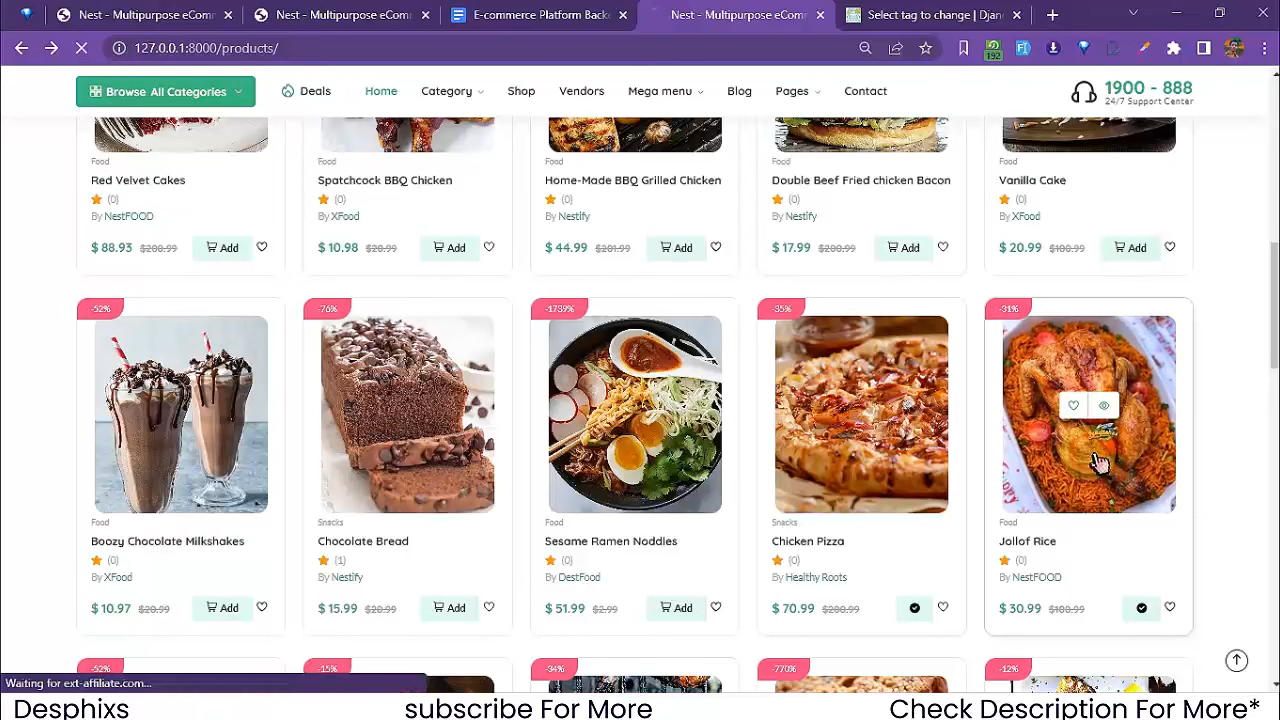 Nest - Multipurpose eComm
Nest - Multipurpose eComm
E-commerce Platform Back
Nest - Multipurpose eComm
Select tag to change | Djan
127.0.0.1:8000/products/
192
Browse All Categories
Deals
Home
Category
Shop
Vendors
Mega menu
Blog
Pages
Contact
1900 - 888
24/7 Support Center
Food
Food
Food
Food
Food
Red Velvet Cakes
Spatchcock BBQ Chicken
Home-Made BBQ Grilled Chicken
Double Beef Fried chicken Bacon
Vanilla Cake
(0)
(0)
(0)
(0)
(0)
By NestFOOD
By XFood
By Nestify
By Nestify
By XFood
$ 88.93 $200.99 Add
$ 10.98 $20.99 Add
$ 44.99 $201.99 Add
$ 17.99 $200.99 Add
$ 20.99 $100.99 Add
-52%
-76%
-1739%
-35%
-31%
Food
Snacks
Food
Snacks
Food
Boozy Chocolate Milkshakes
Chocolate Bread
Sesame Ramen Noddles
Chicken Pizza
Jollof Rice
(0)
(1)
(0)
(0)
(0)
By XFood
By Nestify
By DestFood
By Healthy Roots
By NestFOOD
$ 10.97 $20.99 Add
$ 15.99 $20.99 Add
$ 51.99 $2.99 Add
$ 70.99 $200.99
$ 30.99 $100.99
-52%
-15%
-34%
-770%
-12%
Waiting for ext-affiliate.com...
Desphixs
subscribe For More
Check Description For More*